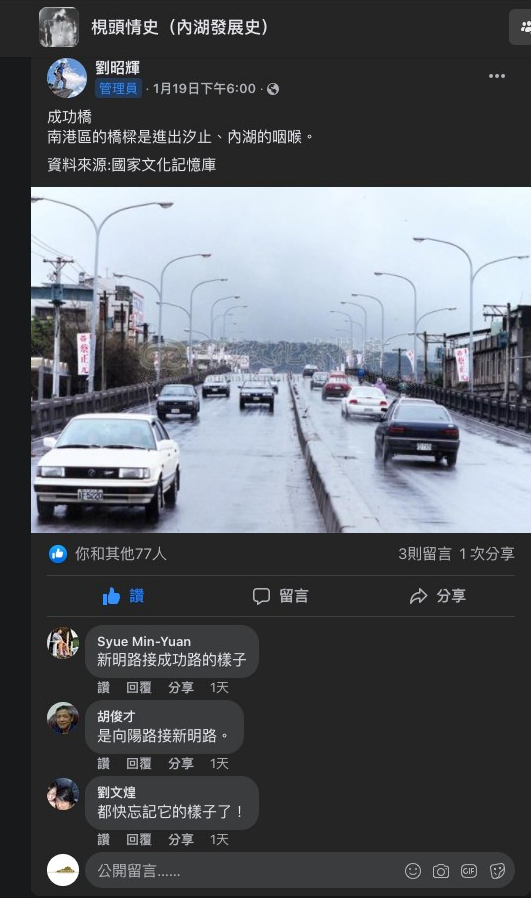 梘頭情史（內湖發展史）
劉昭輝
管理員 · 1月19日下午6:00 ·
成功橋
南港區的橋樑是進出汐止、內湖的咽喉。
資料來源:國家文化記憶庫
蔡正元
你和其他77人
3則留言 1 次分享
讚 留言 分享
Syue Min-Yuan
新明路接成功路的樣子
讚 回覆 分享 1天
胡俊才
是向陽路接新明路。
讚 回覆 分享 1天
劉文煌
都快忘記它的樣子了！
讚 回覆 分享 1天
公開留言......
GIF